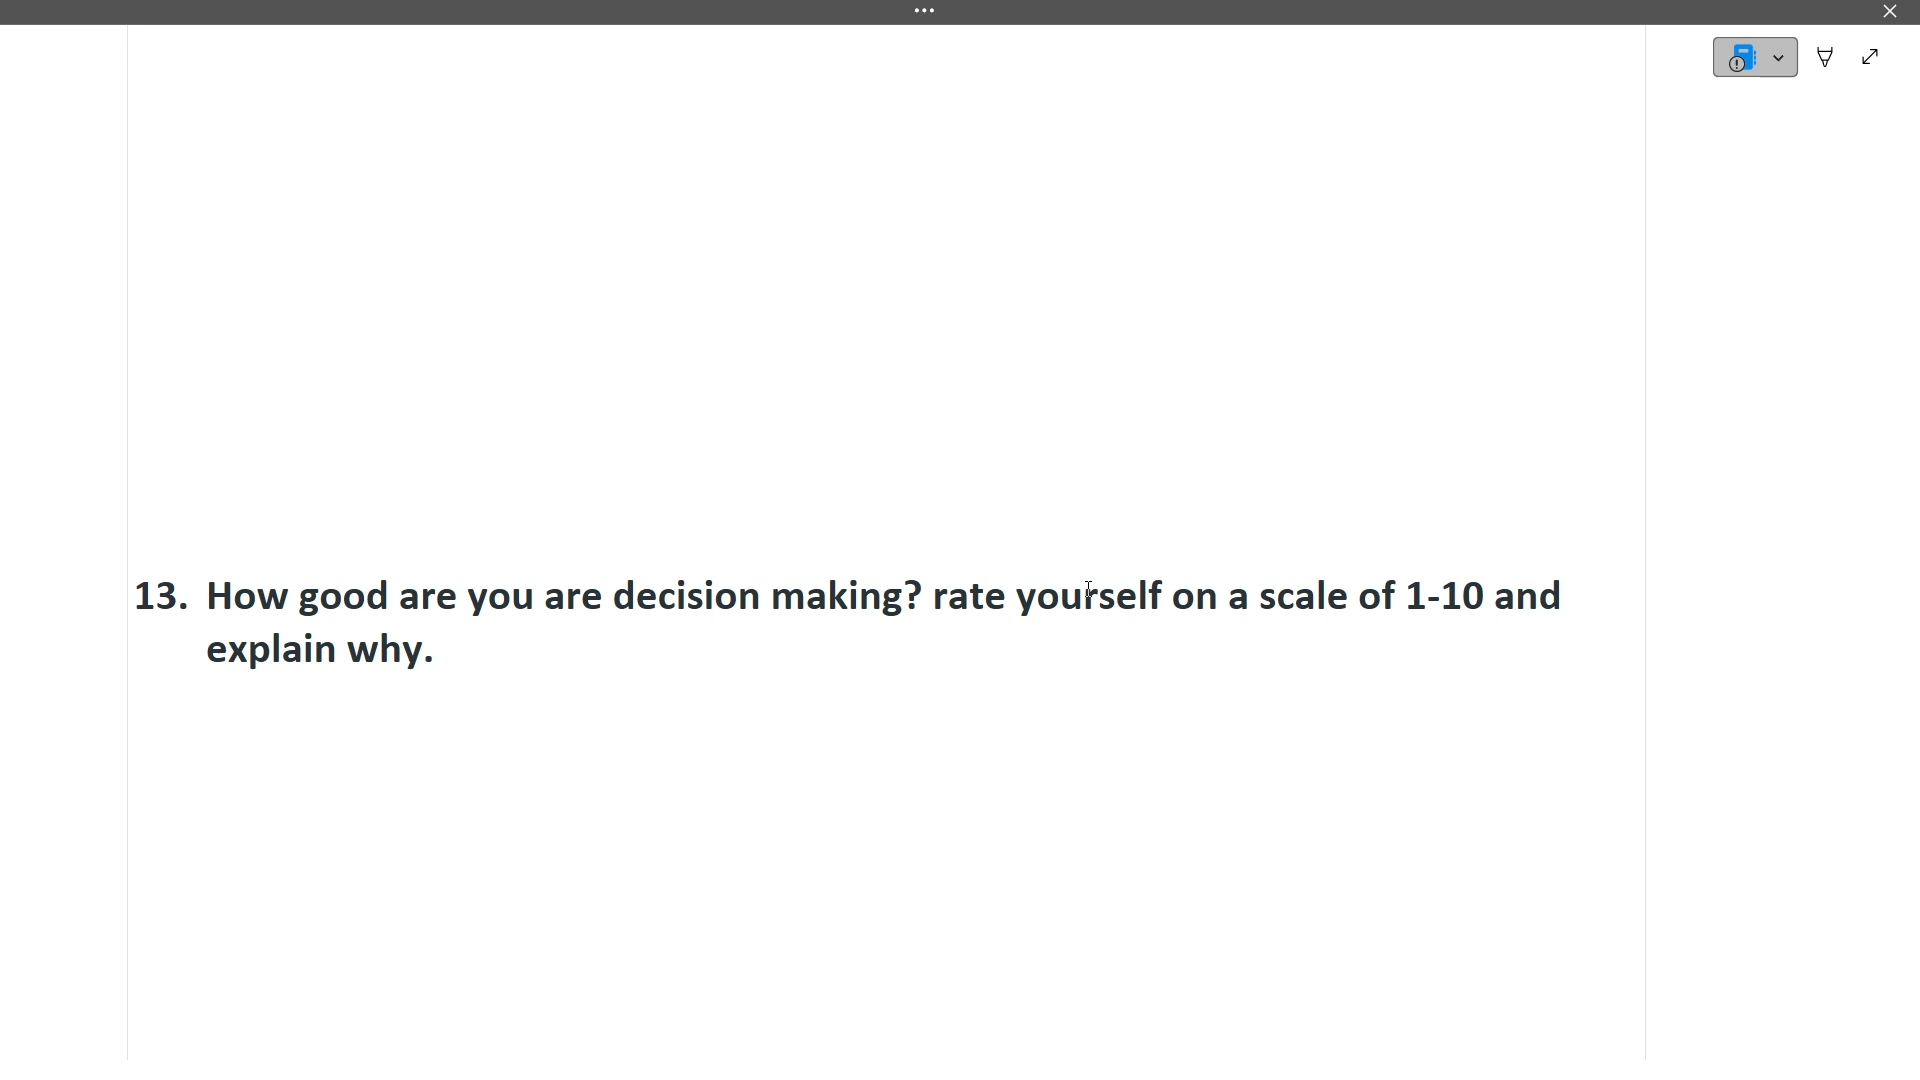 13. How good are you are decision making? rate yourself on a scale of 1-10 and
explain why.